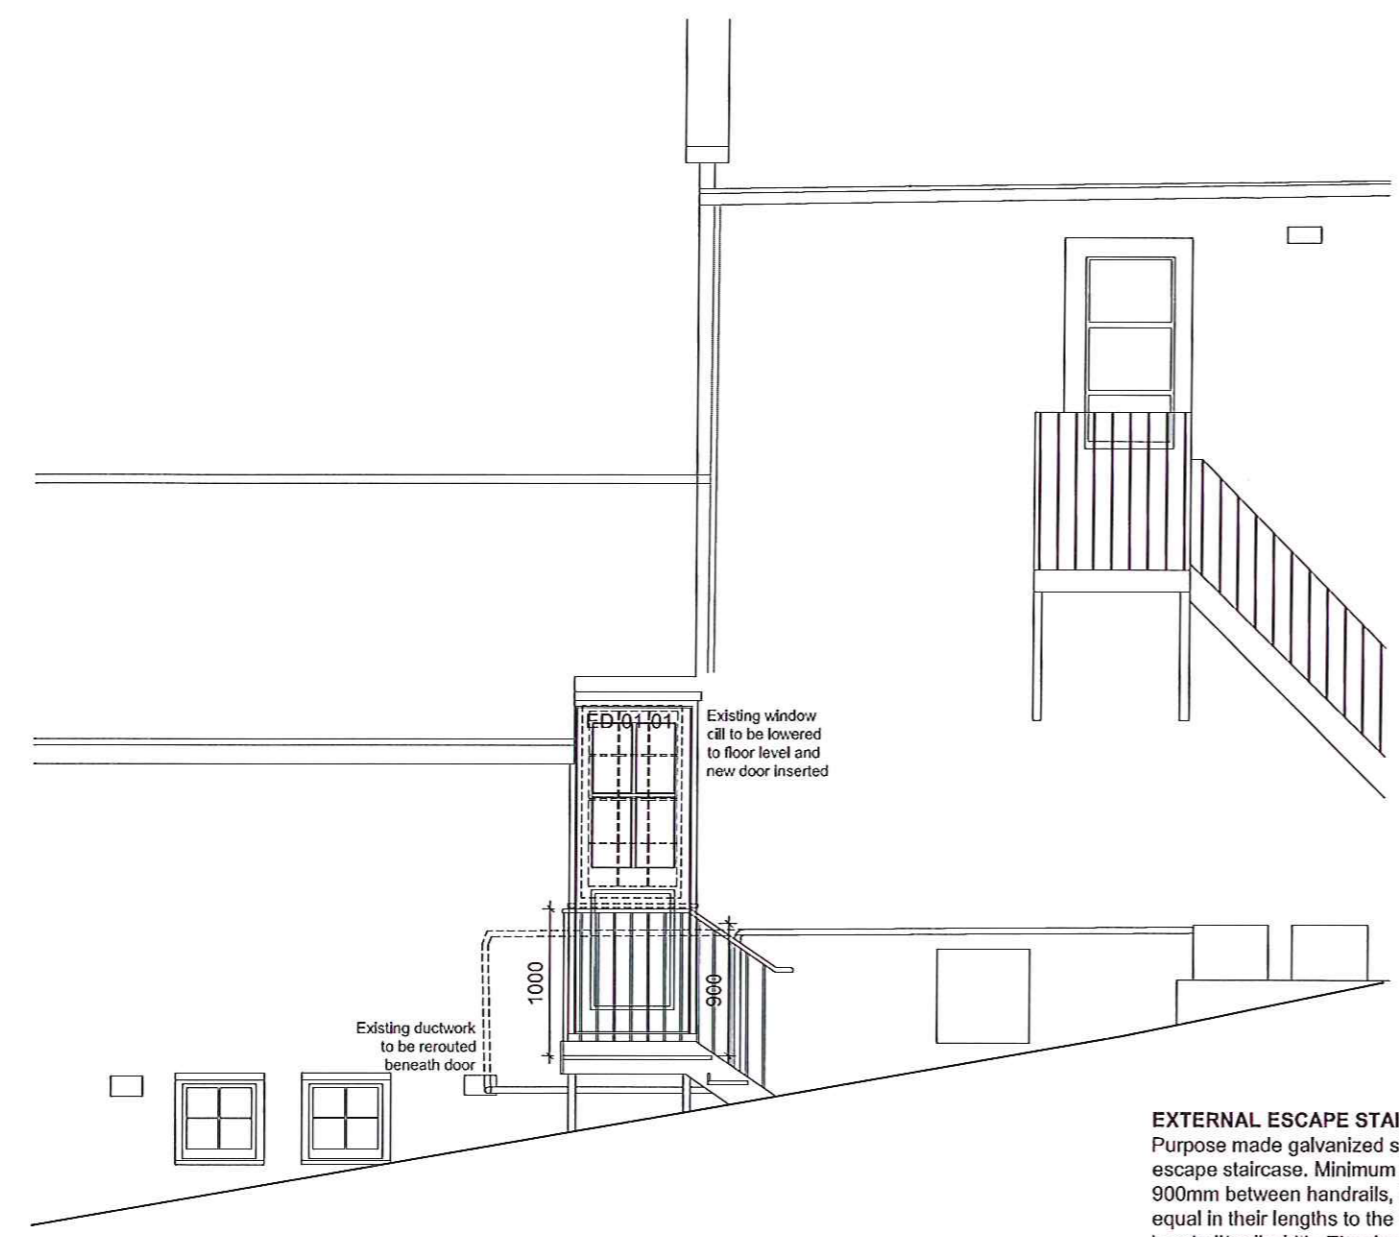 ED 01 01
Existing window
cill to be lowered
to floor level and
new door inserted
1000
900
Existing ductwork
to be rerouted
beneath door
EXTERNAL ESCAPE STAI
Purpose made galvanized s
escape staircase. Minimum
900mm between handrails,
equal in their lengths to the